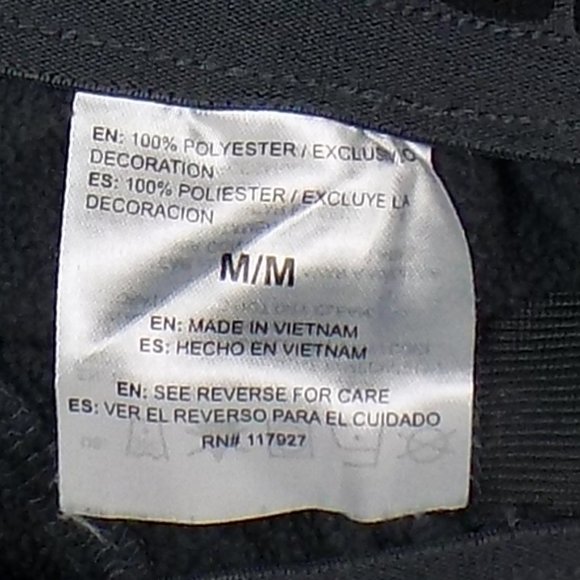 EN: 100% POLYESTER / EXCLUSIVO
DECORATION
ES: 100% POLIESTER / EXCLUYE LA
DECORACION
M/M
EN: MADE IN VIETNAM
ES: HECHO EN VIETNAM
EN: SEE REVERSE FOR CARE
ES: VER EL REVERSO PARA EL CUIDADO
RN# 117927